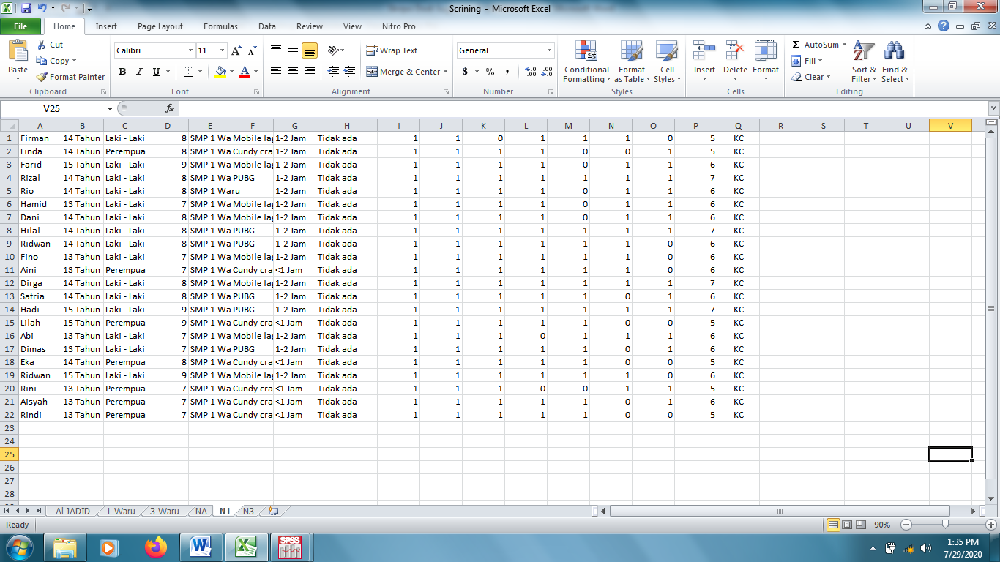 Scrining - Microsoft Excel
File Home Insert Page Layout Formulas Data Review View Nitro Pro
Paste Cut Copy Format Painter Clipboard
Calibri 11 A A B I U A Font
Wrap Text Merge & Center Alignment
General $ % , Number
Conditional Formatting Format as Table Cell Styles Styles
Insert Delete Format Cells
Σ AutoSum Fill Clear Sort & Filter Find & Select Editing
V25 fx
A B C D E F G H I J K L M N O P Q R S T U V
1 Firman 14 Tahun Laki - Laki 8 SMP 1 Wa Mobile lag 1-2 Jam Tidak ada 1 1 0 1 1 1 0 5 KC
2 Linda 14 Tahun Perempua 8 SMP 1 Wa Cundy cra 1-2 Jam Tidak ada 1 1 1 1 0 0 1 5 KC
3 Farid 15 Tahun Laki - Laki 9 SMP 1 Wa Mobile lag 1-2 Jam Tidak ada 1 1 1 1 0 1 1 6 KC
4 Rizal 14 Tahun Laki - Laki 8 SMP 1 Wa PUBG 1-2 Jam Tidak ada 1 1 1 1 1 1 1 7 KC
5 Rio 14 Tahun Laki - Laki 8 SMP 1 Waru 1-2 Jam Tidak ada 1 1 1 1 0 1 1 6 KC
6 Hamid 13 Tahun Laki - Laki 7 SMP 1 Wa Mobile lag 1-2 Jam Tidak ada 1 1 1 1 0 1 1 6 KC
7 Dani 14 Tahun Laki - Laki 8 SMP 1 Wa Mobile lag 1-2 Jam Tidak ada 1 1 1 1 0 1 1 6 KC
8 Hilal 14 Tahun Laki - Laki 8 SMP 1 Wa PUBG 1-2 Jam Tidak ada 1 1 1 1 1 1 1 7 KC
9 Ridwan 14 Tahun Laki - Laki 8 SMP 1 Wa PUBG 1-2 Jam Tidak ada 1 1 1 1 1 1 0 6 KC
10 Fino 13 Tahun Laki - Laki 7 SMP 1 Wa Mobile lag 1-2 Jam Tidak ada 1 1 1 1 1 1 0 6 KC
11 Aini 13 Tahun Perempua 7 SMP 1 Wa Cundy cra <1 Jam Tidak ada 1 1 1 1 1 1 0 6 KC
12 Dirga 14 Tahun Laki - Laki 8 SMP 1 Wa Mobile lag 1-2 Jam Tidak ada 1 1 1 1 1 1 1 7 KC
13 Satria 14 Tahun Laki - Laki 8 SMP 1 Wa PUBG 1-2 Jam Tidak ada 1 1 1 1 1 0 1 6 KC
14 Hadi 15 Tahun Laki - Laki 9 SMP 1 Wa PUBG 1-2 Jam Tidak ada 1 1 1 1 1 1 1 7 KC
15 Lilah 15 Tahun Perempua 9 SMP 1 Wa Cundy cra <1 Jam Tidak ada 1 1 1 1 1 0 0 5 KC
16 Abi 13 Tahun Laki - Laki 7 SMP 1 Wa Mobile lag 1-2 Jam Tidak ada 1 1 1 0 1 1 1 6 KC
17 Dimas 13 Tahun Laki - Laki 7 SMP 1 Wa PUBG 1-2 Jam Tidak ada 1 1 1 1 1 0 1 6 KC
18 Eka 14 Tahun Perempua 8 SMP 1 Wa Cundy cra <1 Jam Tidak ada 1 1 1 1 1 0 0 5 KC
19 Ridwan 15 Tahun Laki - Laki 9 SMP 1 Wa Mobile lag 1-2 Jam Tidak ada 1 1 1 1 1 1 0 6 KC
20 Rini 13 Tahun Perempua 7 SMP 1 Wa Cundy cra <1 Jam Tidak ada 1 1 1 0 0 1 1 5 KC
21 Aisyah 13 Tahun Perempua 7 SMP 1 Wa Cundy cra <1 Jam Tidak ada 1 1 1 1 1 0 1 6 KC
22 Rindi 13 Tahun Perempua 7 SMP 1 Wa Cundy cra <1 Jam Tidak ada 1 1 1 1 1 0 0 5 KC
23
24
25
26
27
28
Al-JADID 1 Waru 3 Waru NA N1 N3
Ready 90%
SPSS 1:35 PM
7/29/2020